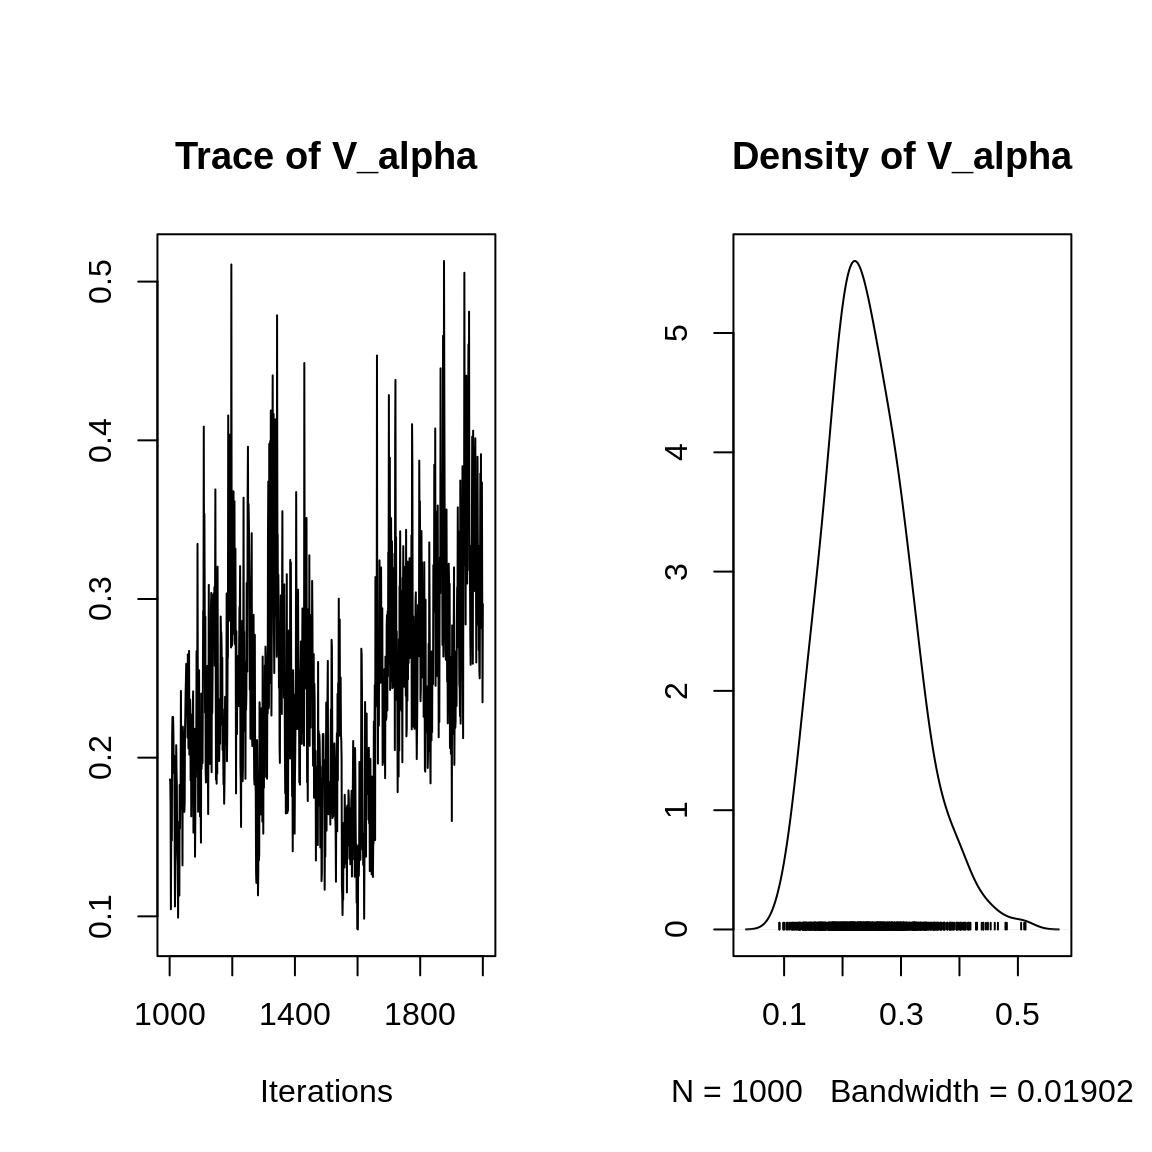 Trace of V_alpha
0.5
0.4
0.3
0.2
0.1
1000 1400 1800
Iterations
Density of V_alpha
5
4
3
2
1
0
0.1 0.3 0.5
N = 1000 Bandwidth = 0.01902